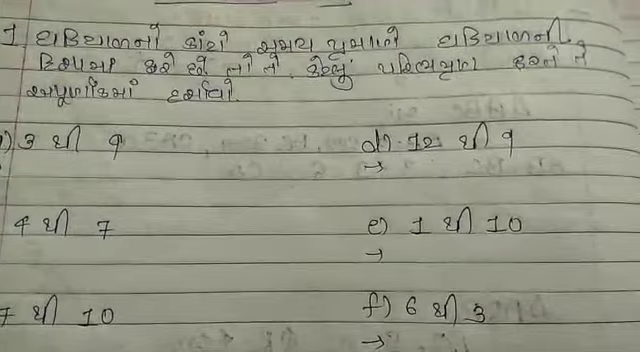 1 ઘડિયાળનો કાંટો સમય પ્રમાણે ઘડિયાળની
દિશામાં ફરે છે તો તે કેટલું પરિભ્રમણ કરશે તે
અપૂર્ણાંકમાં દર્શાવો.
) 3 થી 9 d) 12 થી 9
→
4 થી 7 e) 1 થી 10
→
7 થી 10 f) 6 થી 3
→